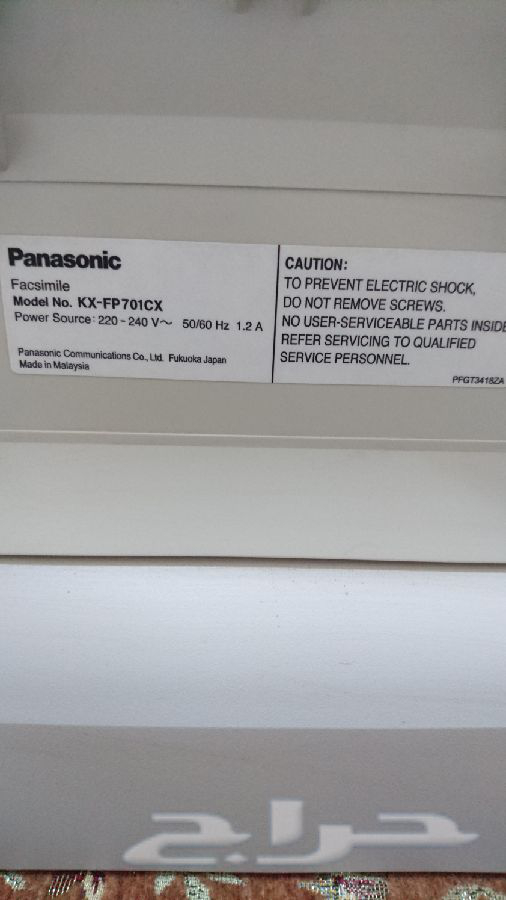 Panasonic
Facsimile
Model No. KX-FP701CX
Power Source: 220 - 240 V~ 50/60 Hz 1.2 A
Panasonic Communications Co., Ltd. Fukuoka Japan
Made in Malaysia
CAUTION:
TO PREVENT ELECTRIC SHOCK,
DO NOT REMOVE SCREWS.
NO USER-SERVICEABLE PARTS INSIDE
REFER SERVICING TO QUALIFIED
SERVICE PERSONNEL.
PFGT3418ZA
حراج